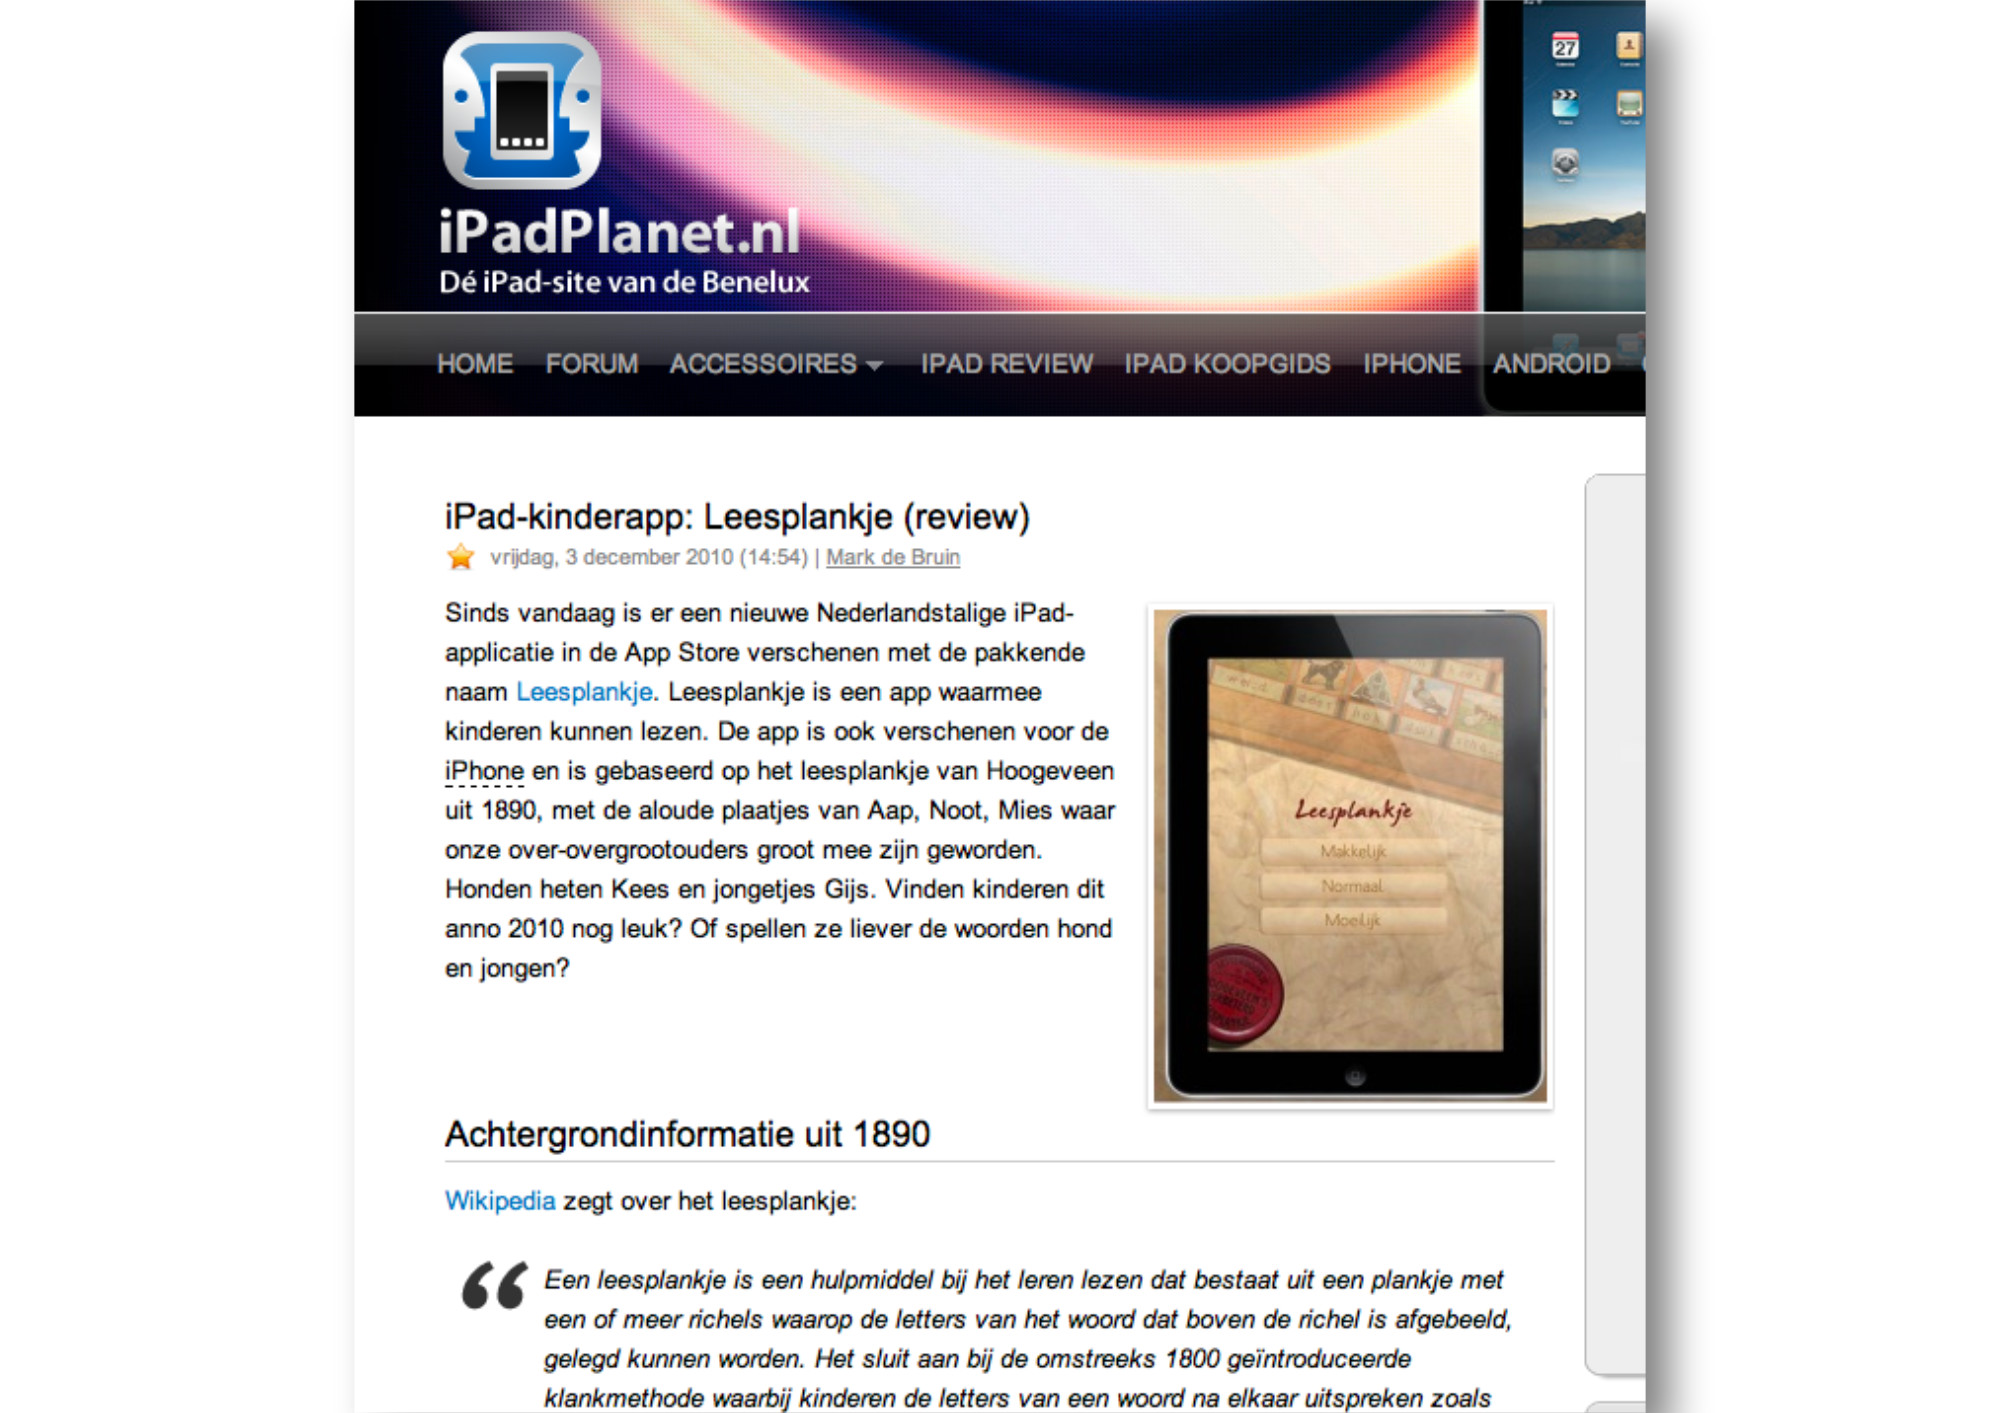 27
iPadPlanet.nl
Dé iPad-site van de Benelux
HOME FORUM ACCESSOIRES IPAD REVIEW IPAD KOOPGIDS IPHONE ANDROID
iPad-kinderapp: Leesplankje (review)
vrijdag, 3 december 2010 (14:54) | Mark de Bruin
Sinds vandaag is er een nieuwe Nederlandstalige iPad-
applicatie in de App Store verschenen met de pakkende
naam Leesplankje. Leesplankje is een app waarmee
kinderen kunnen lezen. De app is ook verschenen voor de
iPhone en is gebaseerd op het leesplankje van Hoogeveen
uit 1890, met de aloude plaatjes van Aap, Noot, Mies waar
onze over-overgrootouders groot mee zijn geworden.
Honden heten Kees en jongetjes Gijs. Vinden kinderen dit
anno 2010 nog leuk? Of spellen ze liever de woorden hond
en jongen?
Leesplankje
Makkelijk
Normaal
Moeilijk
Achtergrondinformatie uit 1890
Wikipedia zegt over het leesplankje:
“ Een leesplankje is een hulpmiddel bij het leren lezen dat bestaat uit een plankje met
een of meer richels waarop de letters van het woord dat boven de richel is afgebeeld,
gelegd kunnen worden. Het sluit aan bij de omstreeks 1800 geïntroduceerde
klankmethode waarbij kinderen de letters van een woord na elkaar uitspreken zoals